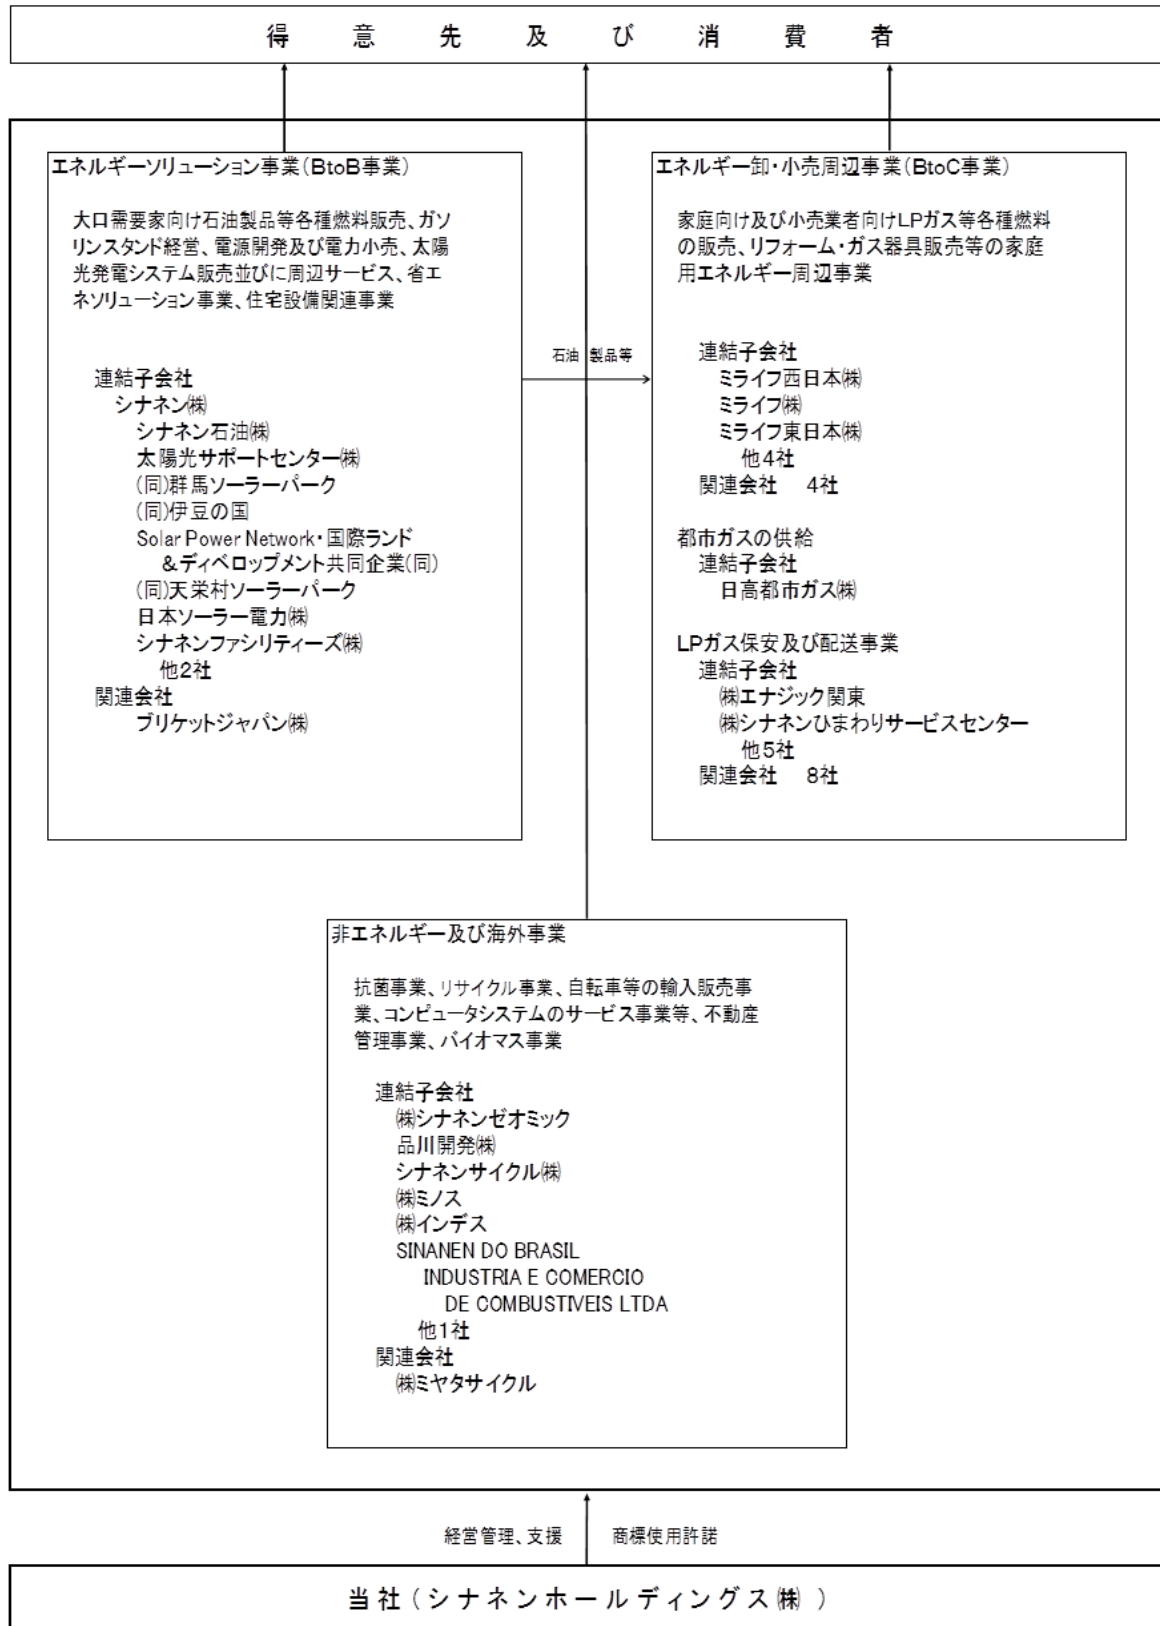 得意先及び消費者
エネルギーソリューション事業(BtoB事業)
大口需要家向け石油製品等各種燃料販売、ガソ
リンスタンド経営、電源開発及び電力小売、太陽
光発電システム販売並びに周辺サービス、省エ
ネソリューション事業、住宅設備関連事業
連結子会社
シナネン㈱
シナネン石油㈱
太陽光サポートセンター㈱
(同)群馬ソーラーパーク
(同)伊豆の国
Solar Power Network・国際ランド
＆ディベロップメント共同企業(同)
(同)天栄村ソーラーパーク
日本ソーラー電力㈱
シナネンファシリティーズ㈱
他2社
関連会社
ブリケットジャパン㈱
石油 製品等
エネルギー卸・小売周辺事業(BtoC事業)
家庭向け及び小売業者向けLPガス等各種燃料
の販売、リフォーム・ガス器具販売等の家庭
用エネルギー周辺事業
連結子会社
ミライフ西日本㈱
ミライフ㈱
ミライフ東日本㈱
他4社
関連会社 4社
都市ガスの供給
連結子会社
日高都市ガス㈱
LPガス保安及び配送事業
連結子会社
㈱エナジック関東
㈱シナネンひまわりサービスセンター
他5社
関連会社 8社
非エネルギー及び海外事業
抗菌事業、リサイクル事業、自転車等の輸入販売事
業、コンピュータシステムのサービス事業等、不動産
管理事業、バイオマス事業
連結子会社
㈱シナネンゼオミック
品川開発㈱
シナネンサイクル㈱
㈱ミノス
㈱インデス
SINANEN DO BRASIL
INDUSTRIA E COMERCIO
DE COMBUSTIVEIS LTDA
他1社
関連会社
㈱ミヤタサイクル
経営管理、支援 商標使用許諾
当社(シナネンホールディングス㈱)